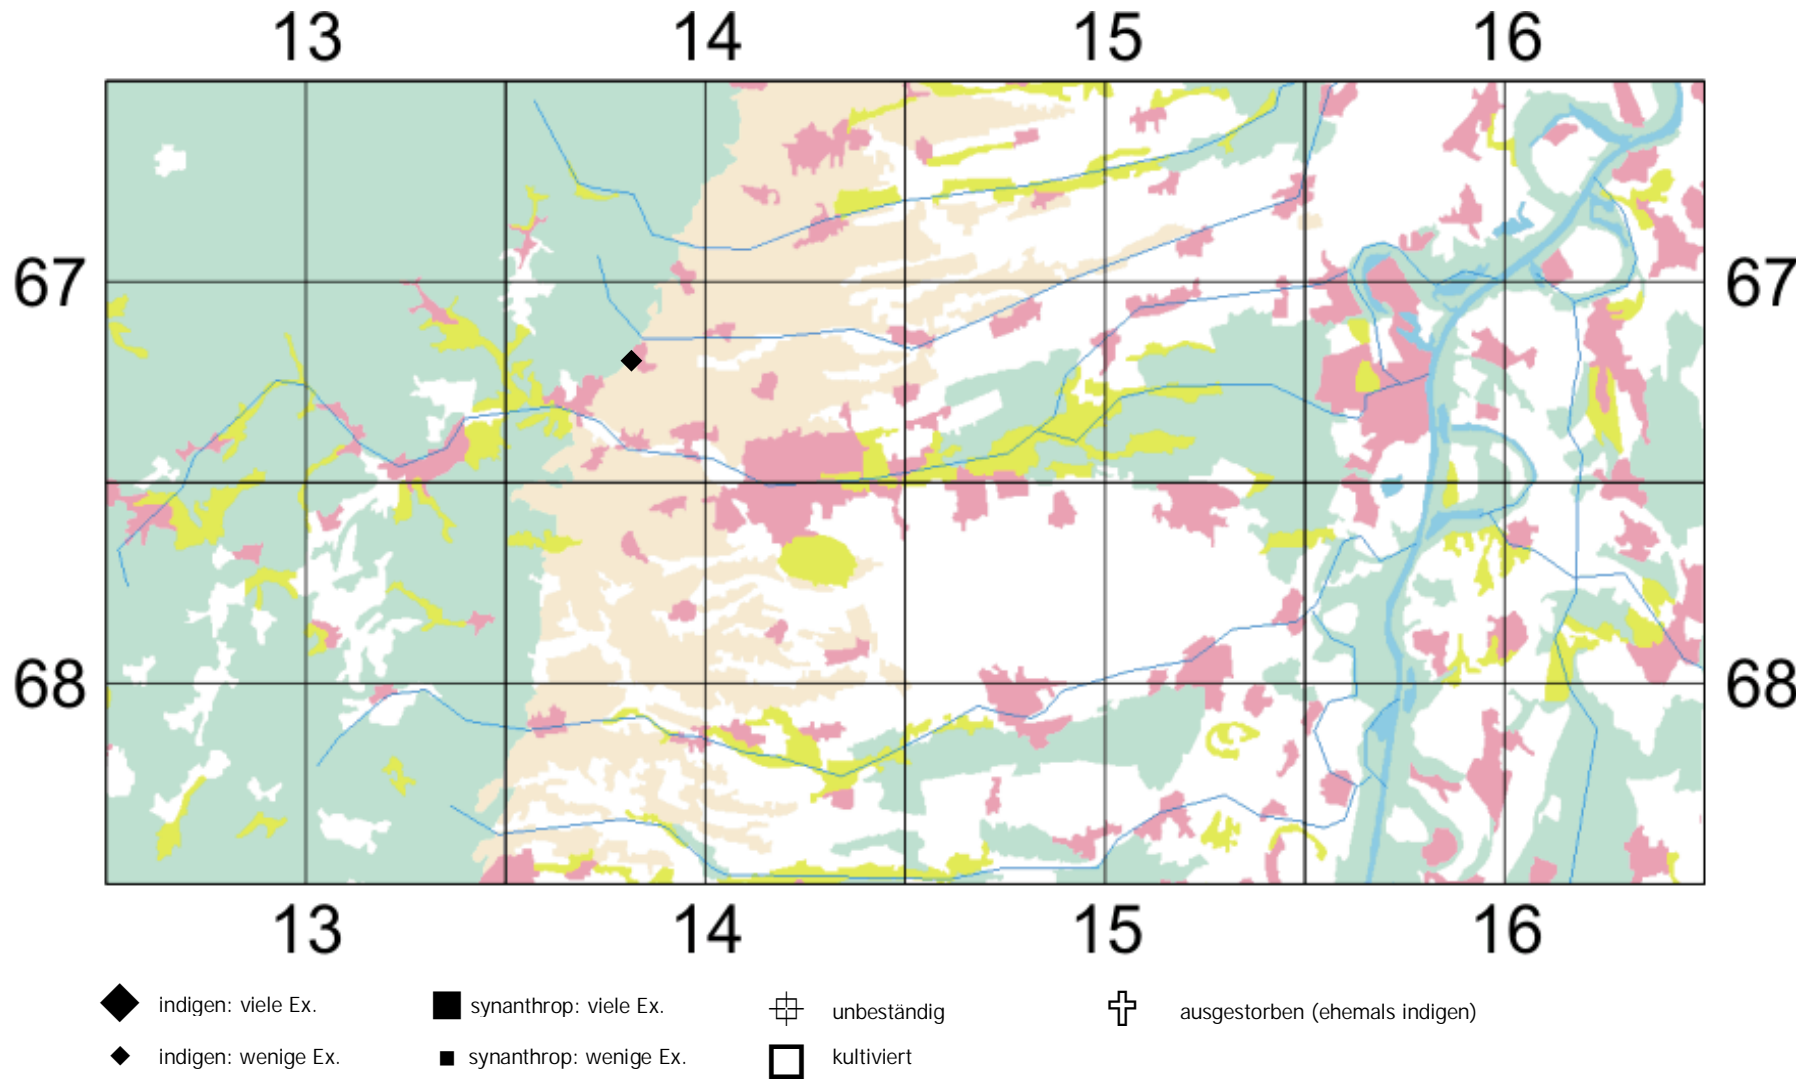 13 14 15 16
67 67
68 68
13 14 15 16
indigen: viele Ex. synanthrop: viele Ex. unbeständig ausgestorben (ehemals indigen)
indigen: wenige Ex. synanthrop: wenige Ex. kultiviert